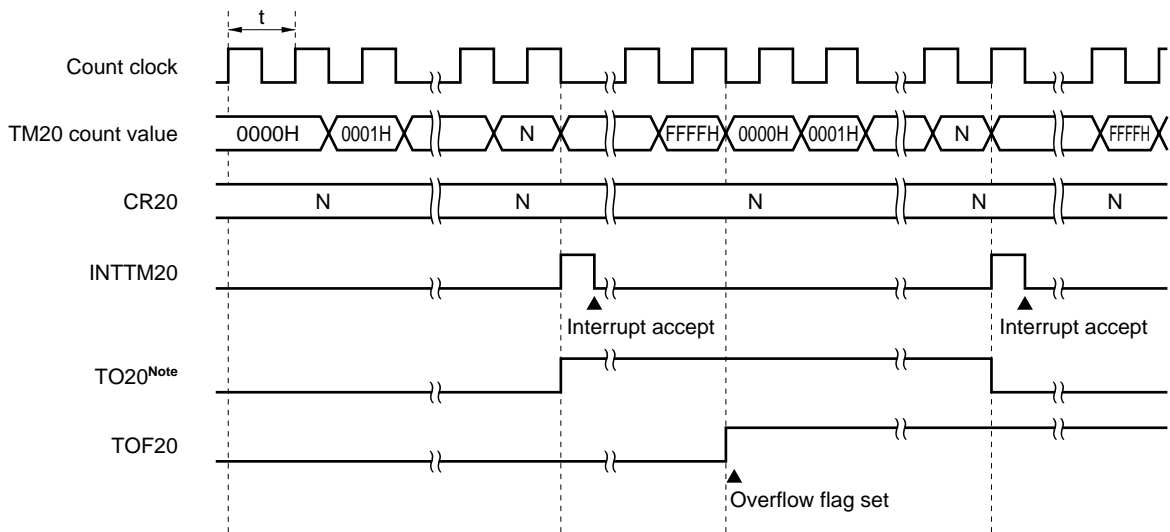 t
Count clock
TM20 count value 0000H 0001H N FFFFH 0000H 0001H N FFFFH
CR20 N N N N N
INTTM20
Interrupt accept Interrupt accept
TO20Note
TOF20
Overflow flag set